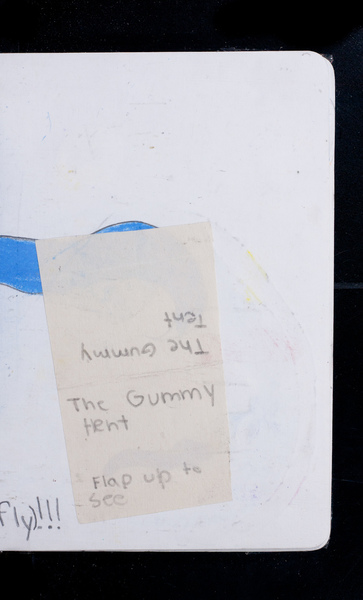 The Gummy
Tent
The Gummy
tent
Flap up to
see
fly)!!!